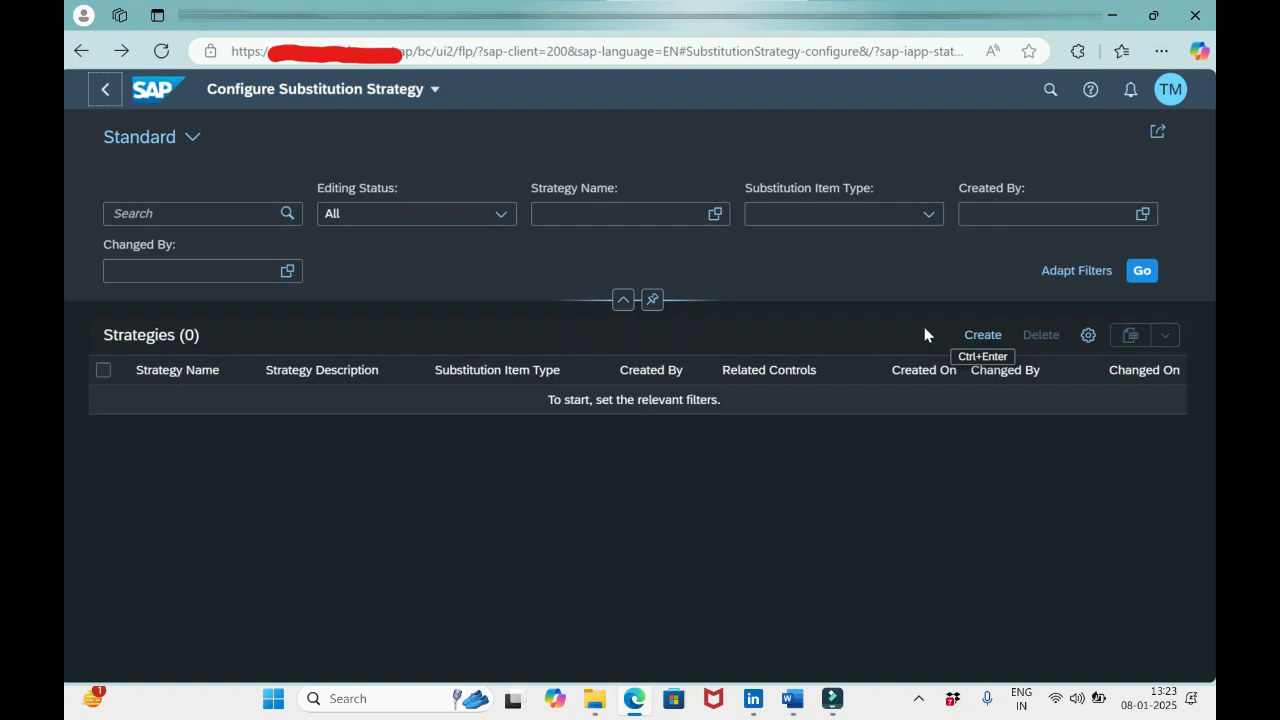 https:/ ap/bc/ui2/flp/?sap-client=200&sap-language=EN#SubstitutionStrategy-configure&/?sap-iapp-stat...
SAP Configure Substitution Strategy TM
Standard
Editing Status: Strategy Name: Substitution Item Type: Created By:
Search All
Changed By:
Adapt Filters Go
Strategies (0) Create Delete
Ctrl+Enter
Strategy Name Strategy Description Substitution Item Type Created By Related Controls Created On Changed By Changed On
To start, set the relevant filters.
1 Search 7 ENG 13:23
IN 08-01-2025